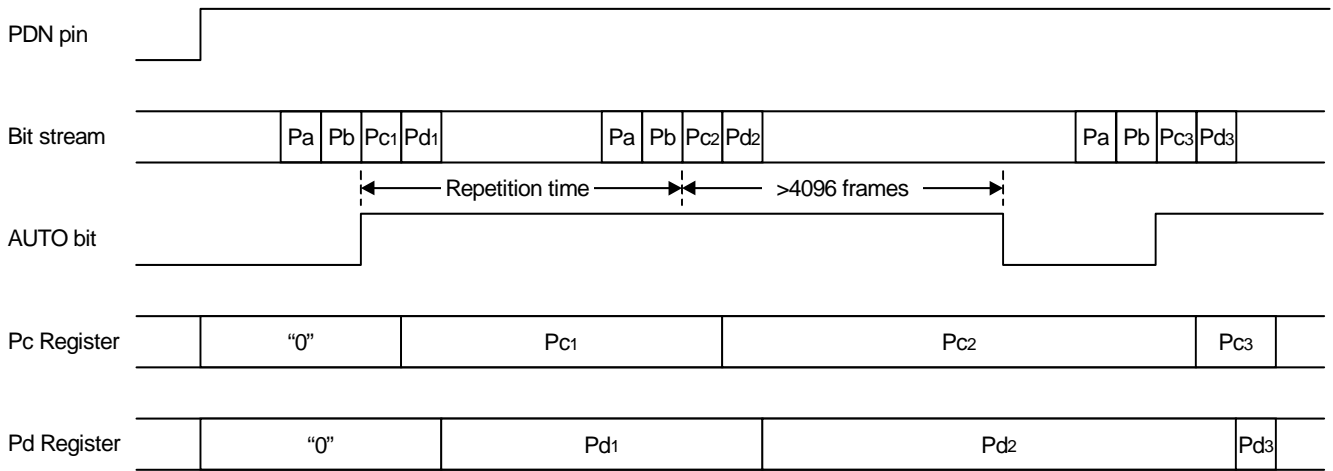 PDN pin
Bit stream Pa Pb Pc1 Pd1 Pa Pb Pc2 Pd2 Pa Pb Pc3 Pd3
Repetition time >4096 frames
AUTO bit
Pc Register “0” Pc1 Pc2 Pc3
Pd Register “0” Pd1 Pd2 Pd3